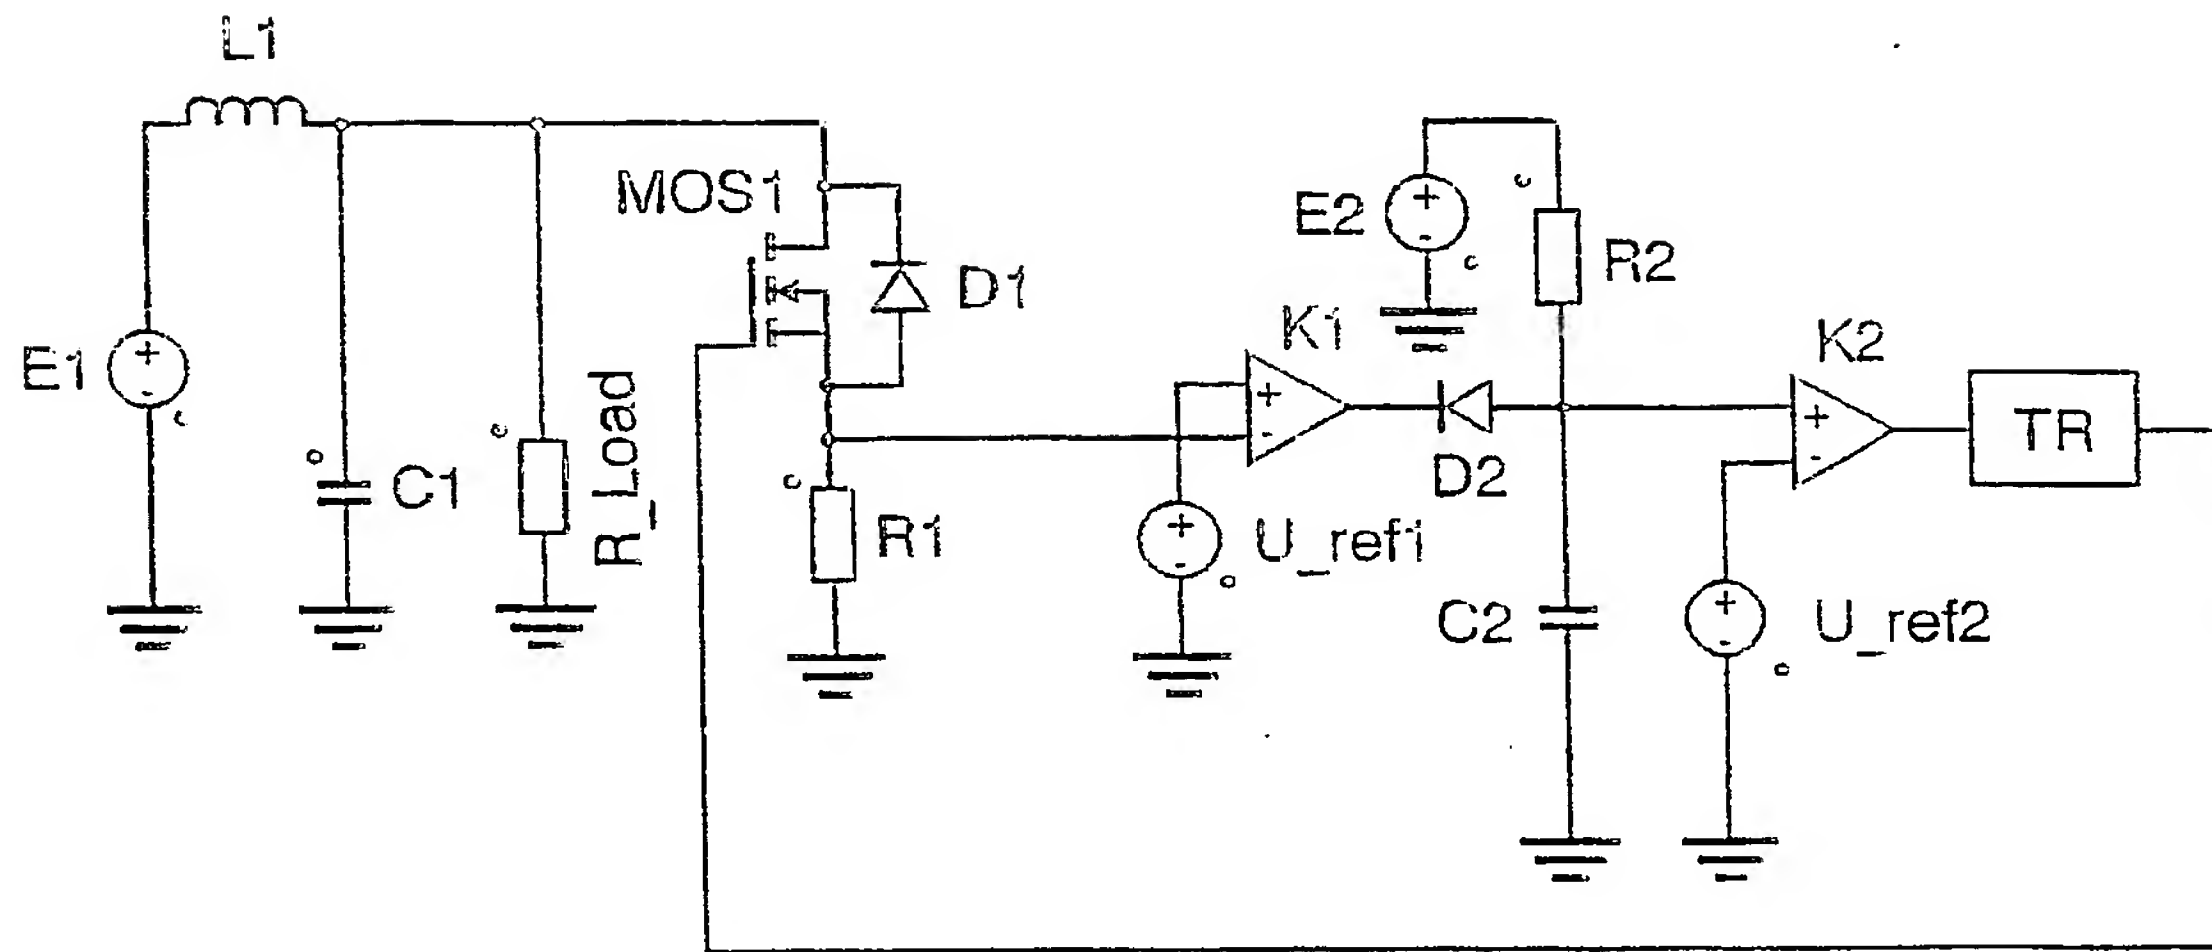 L1
MOS1
E2
R2
D1
K1
K2
E1
R_Load
C1
TR
D2
R1
U_ref1
C2
U_ref2